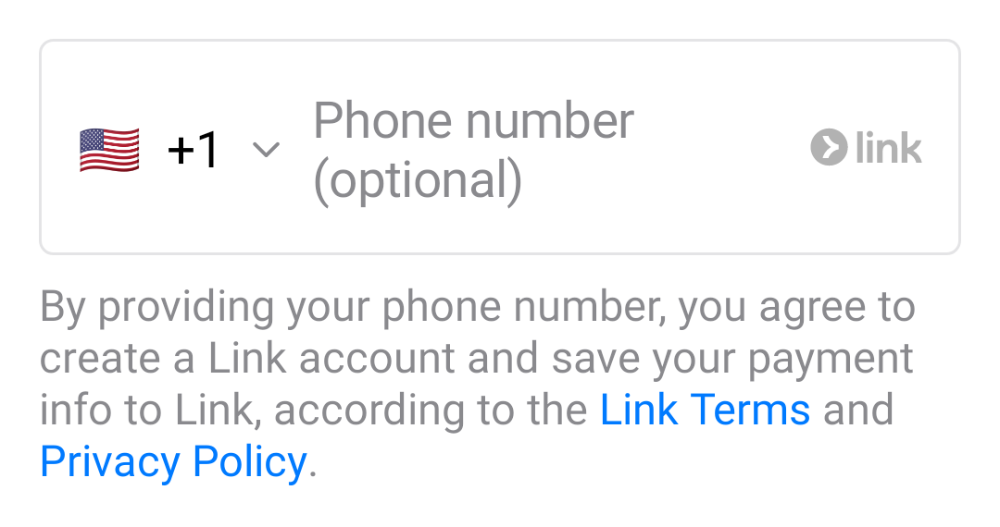 +1
Phone number
(optional)
link
By providing your phone number, you agree to
create a Link account and save your payment
info to Link, according to the Link Terms and
Privacy Policy.